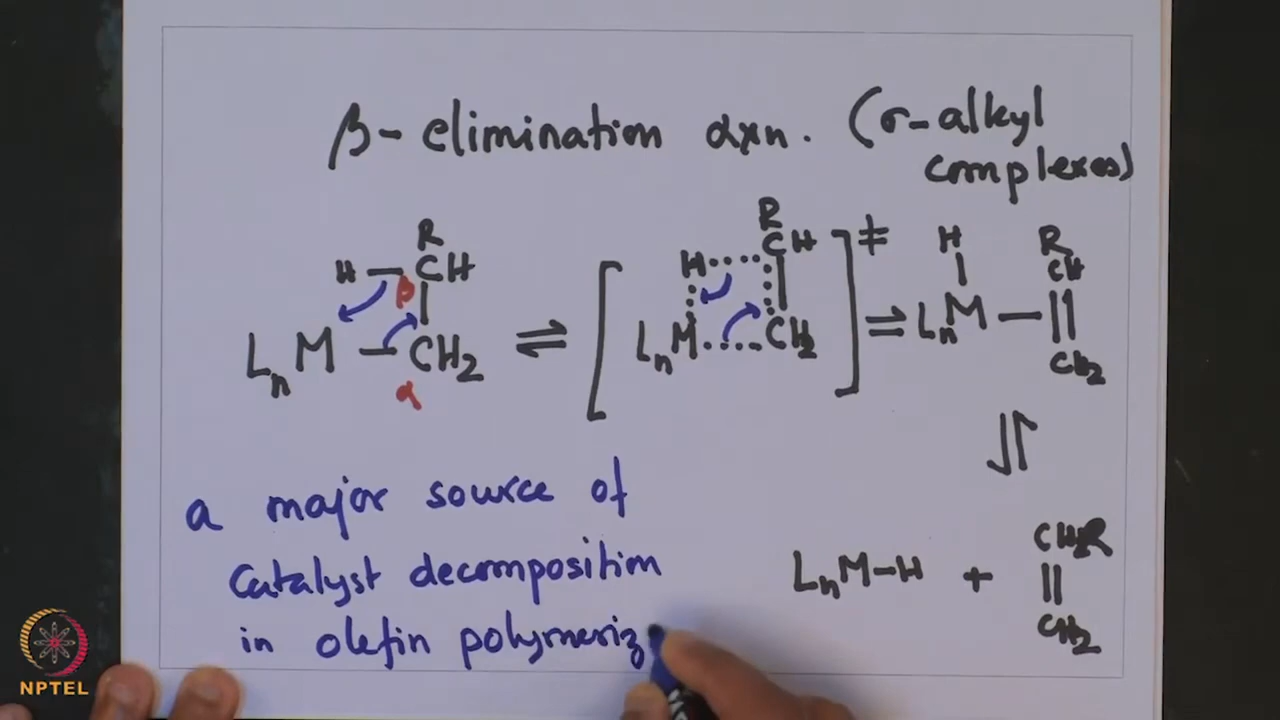 β- elimination rxn. (σ-alkyl
complexes)
R
H - CH
β
LnM - CH2
α
⇌
[ R
H....CH
LnM....CH2 ]‡
⇌
H R
CH
LnM - ||
CH2
⇌
a major source of
Catalyst decomposition
in olefin polymeriz
LnM-H + CH2R
||
CH2
NPTEL